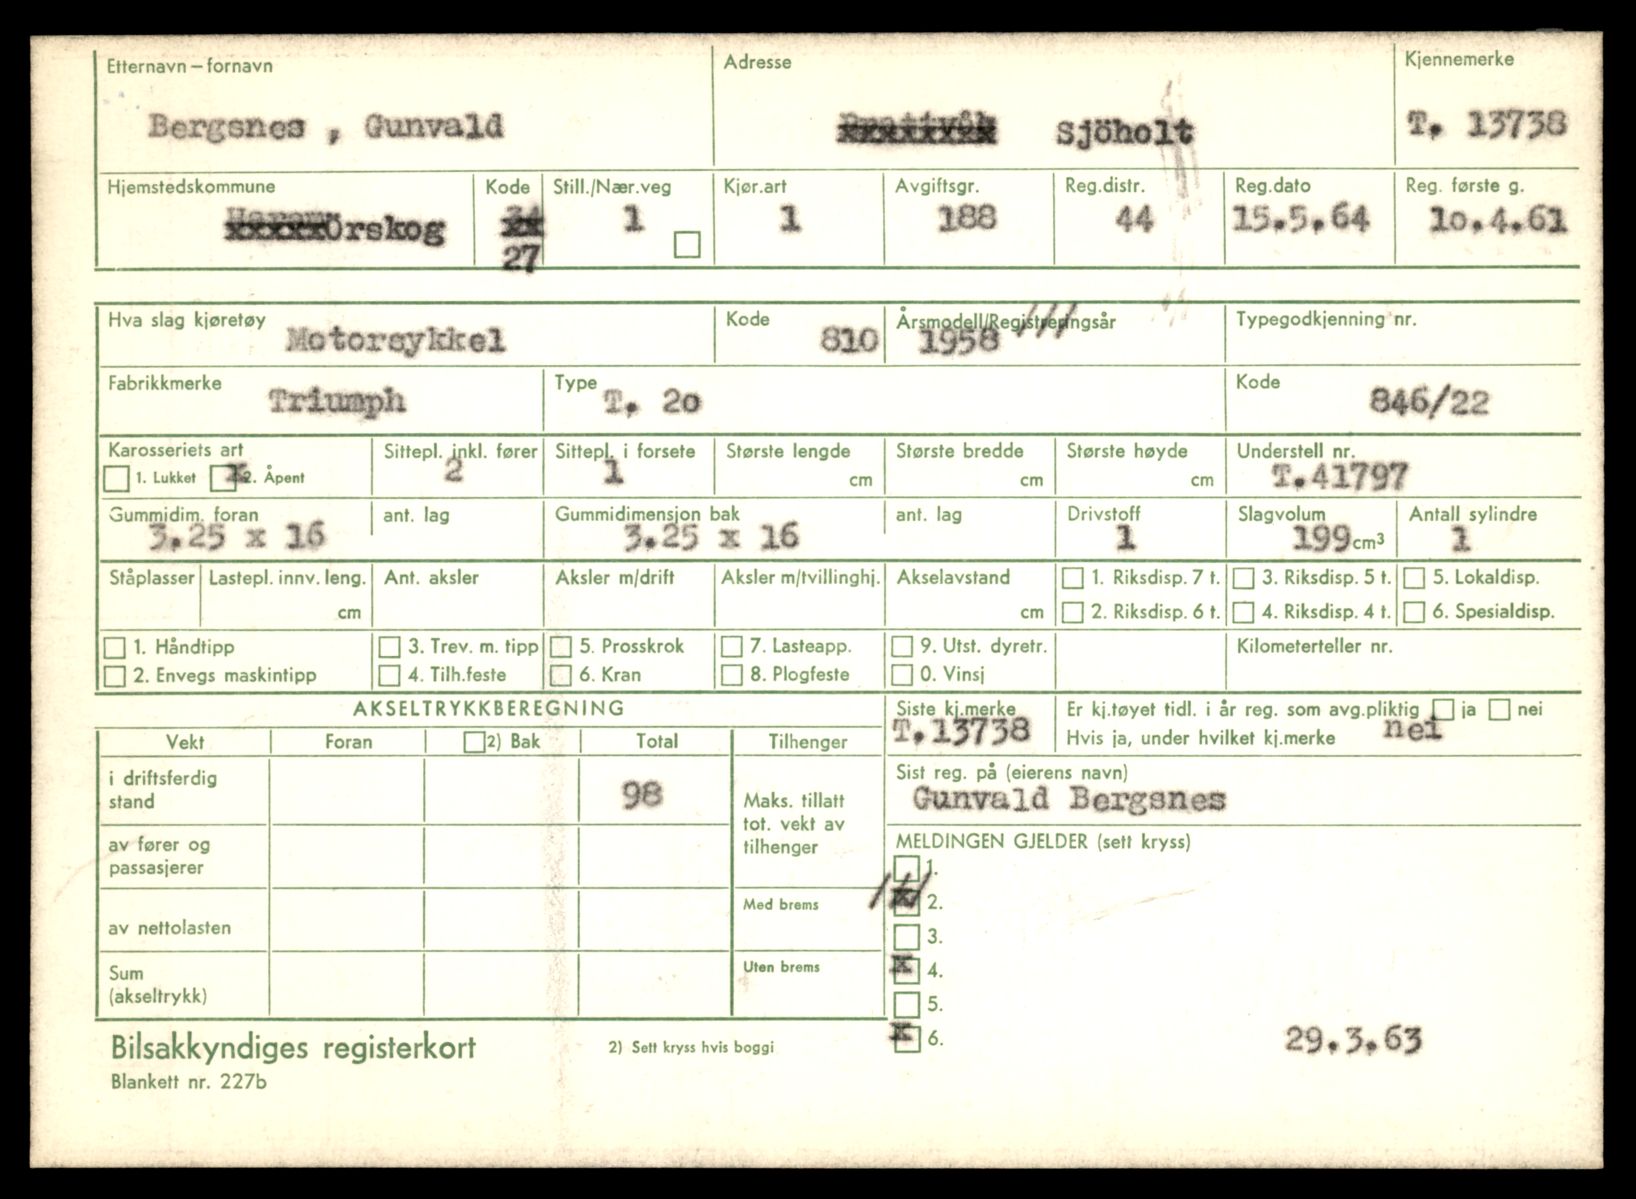 Etternavn – fornavn Adresse Kjennemerke
Bergsnes , Gunvald Sjöholt T. 13738
Hjemstedskommune Kode Still./Nær.veg Kjør.art Avgiftsgr. Reg.distr. Reg.dato Reg. første g.
Orskog 27 1 1 188 44 15.5.64 10.4.61
Hva slag kjøretøy Kode Årsmodell/Registreringsår Typegodkjenning nr.
Motorsykkel 810 1958
Fabrikkmerke Type Kode
Triumph T. 2o 846/22
Karosseriets art Sittepl. inkl. fører Sittepl. i forsete Største lengde Største bredde Største høyde Understell nr.
1. Lukket x 2. Åpent 2 1 cm cm cm T.41797
Gummidim. foran ant. lag Gummidimensjon bak ant. lag Drivstoff Slagvolum Antall sylindre
3.25 x 16 3.25 x 16 1 199 cm³ 1
Ståplasser Lastepl. innv. leng. Ant. aksler Aksler m/drift Aksler m/tvillinghj. Akselavstand 1. Riksdisp. 7 t. 3. Riksdisp. 5 t. 5. Lokaldisp.
cm cm 2. Riksdisp. 6 t. 4. Riksdisp. 4 t. 6. Spesialdisp.
1. Håndtipp 3. Trev. m. tipp 5. Prosskrok 7. Lasteapp. 9. Utst. dyretr. Kilometerteller nr.
2. Envegs maskintipp 4. Tilh.feste 6. Kran 8. Plogfeste 0. Vinsj
AKSELTRYKKBEREGNING Siste kj.merke Er kj.tøyet tidl. i år reg. som avg.pliktig ja nei
T.13738 Hvis ja, under hvilket kj.merke nei
Vekt Foran 2) Bak Total Tilhenger
Sist reg. på (eierens navn)
i driftsferdig
stand 98 Maks. tillatt Gunvald Bergsnes
tot. vekt av
av fører og tilhenger MELDINGEN GJELDER (sett kryss)
passasjerer 1.
Med brems x 2.
av nettolasten 3.
Sum Uten brems x 4.
(akseltrykk) 5.
x 6. 29.3.63
Bilsakkyndiges registerkort 2) Sett kryss hvis boggi
Blankett nr. 227b